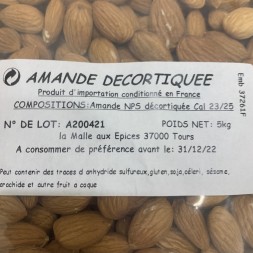 AMANDE DECORTIQUEE
Produit d'importation conditionné en France
COMPOSITIONS:Amande NPS décortiquée Cal 23/25
N° DE LOT: A200421 POIDS NET: 5kg
la Malle aux Epices 37000 Tours
A consommer de préférence avant le: 31/12/22
Peut contenir des traces d anhydride sulfureux,gluten,soja,céleri, sésame,
arachide et autre fruit a coque
Emb 37261F